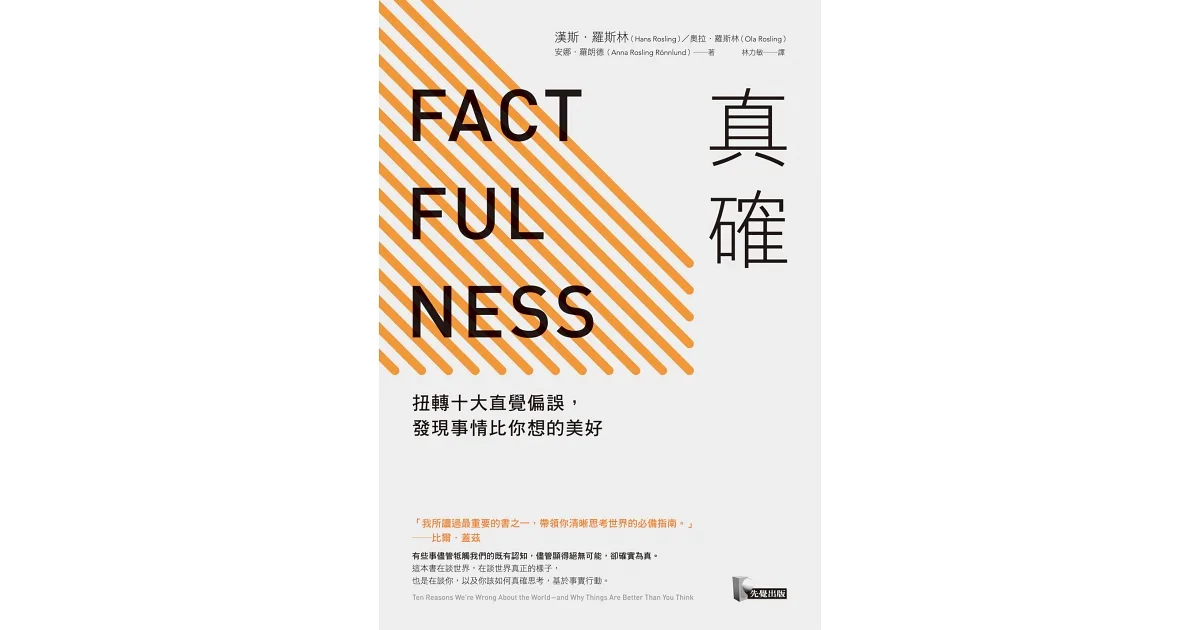 漢斯・羅斯林（Hans Rosling）／奧拉・羅斯林（Ola Rosling）
安娜・羅朗德（Anna Rosling Rönnlund）──著 林力敏──譯
真確
FACT
FUL
NESS
扭轉十大直覺偏誤，
發現事情比你想的美好
「我所讀過最重要的書之一，帶領你清晰思考世界的必備指南。」
──比爾・蓋茲
有些事儘管牴觸我們的既有認知，儘管顯得絕無可能，卻確實為真。
這本書在談世界，在談世界真正的樣子，
也是在談你，以及你該如何真確思考，基於事實行動。
Ten Reasons We're Wrong About the World—and Why Things Are Better Than You Think
先覺出版